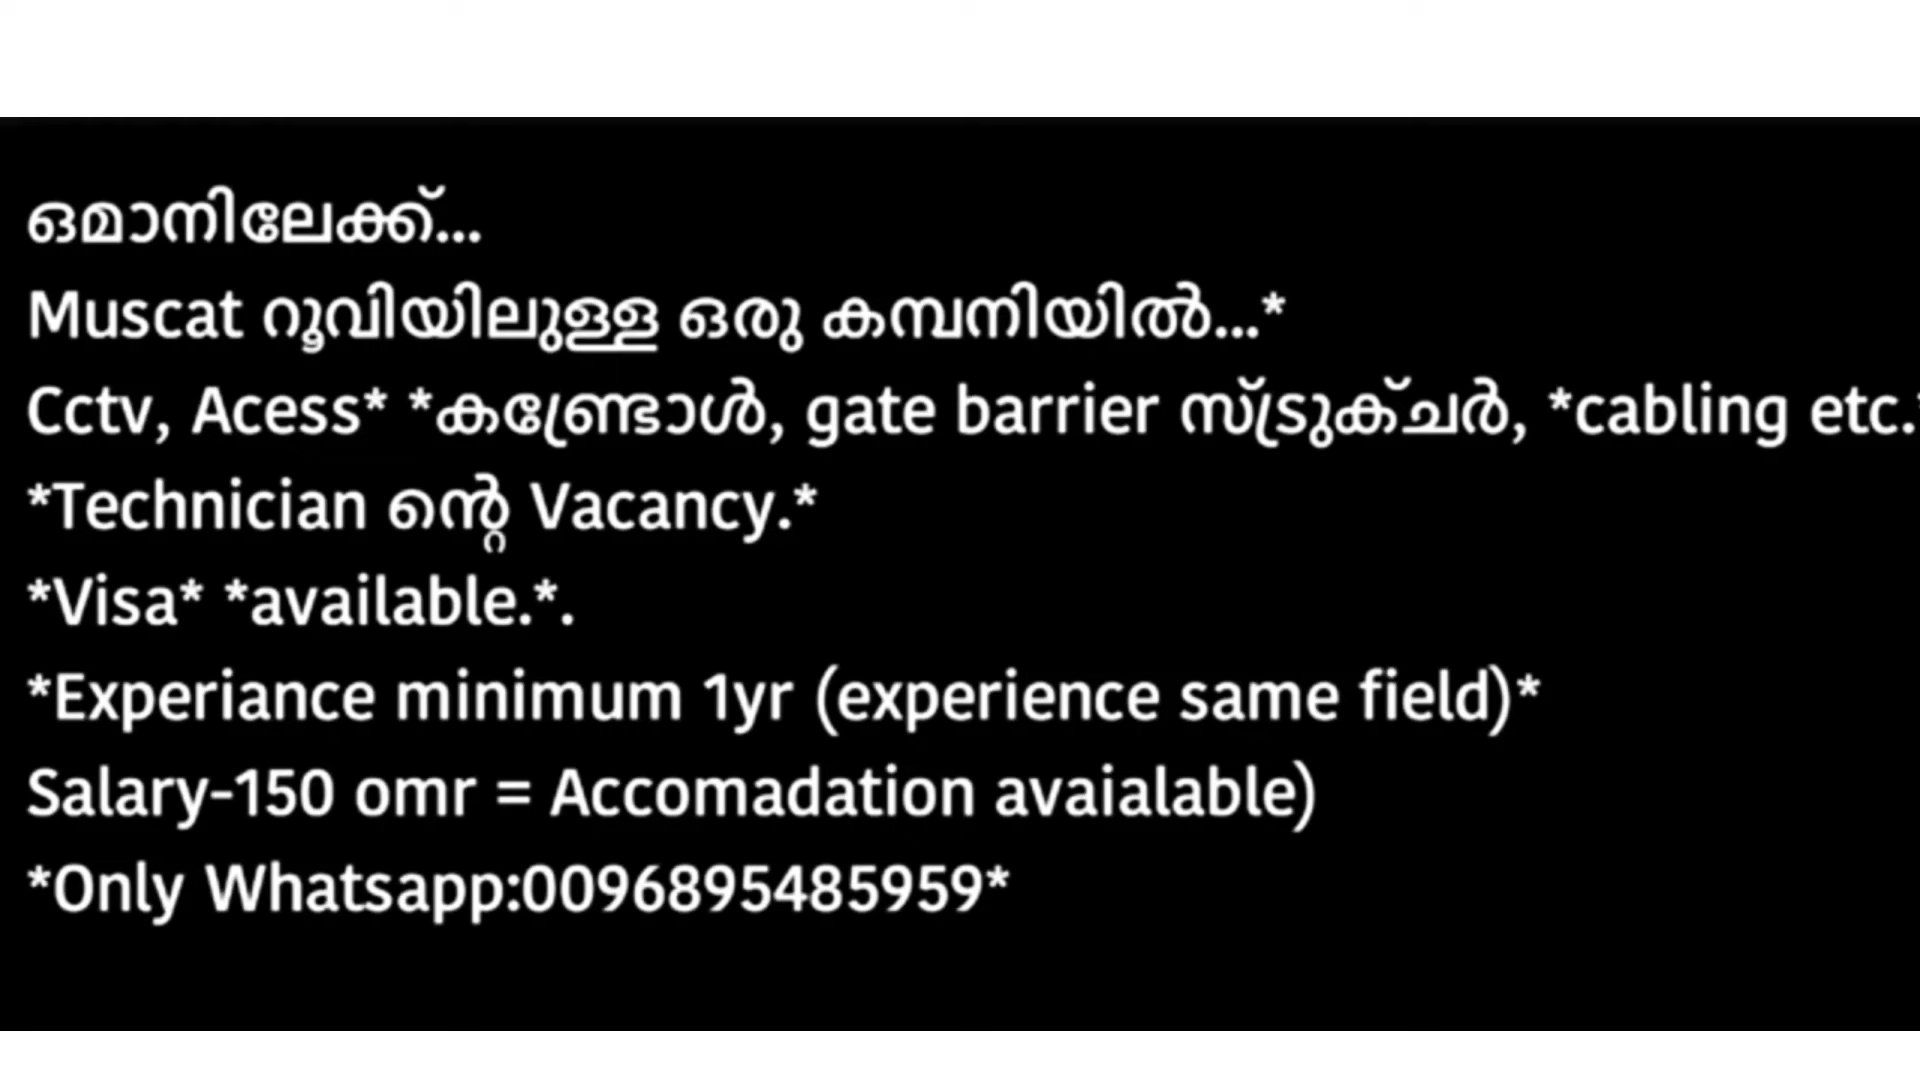 ഒമാനിലേക്ക്...
Muscat റൂവിയിലുള്ള ഒരു കമ്പനിയിൽ...*
Cctv, Acess* *കണ്ട്രോൾ, gate barrier സ്ട്രുക്ചർ, *cabling etc.*
*Technician ന്റെ Vacancy.*
*Visa* *available.*.
*Experiance minimum 1yr (experience same field)*
Salary-150 omr = Accomadation avaialable)
*Only Whatsapp:0096895485959*